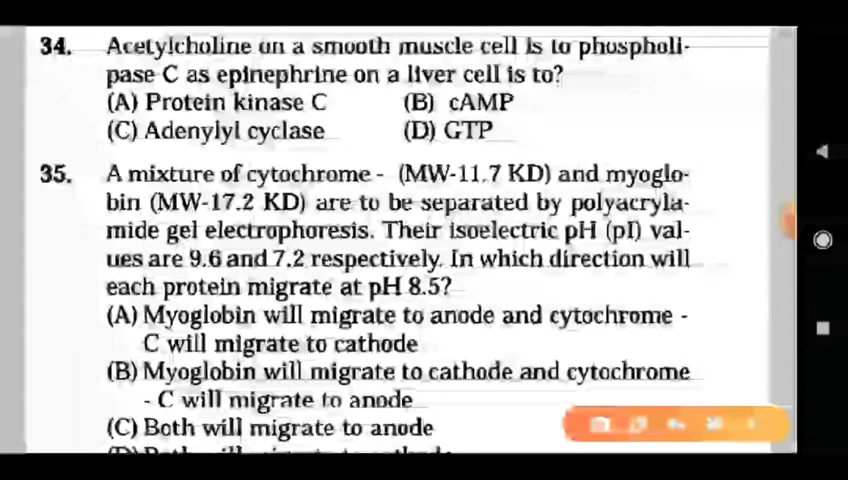 34. Acetylcholine on a smooth muscle cell is to phospholi-
pase C as epinephrine on a liver cell is to?
(A) Protein kinase C (B) cAMP
(C) Adenylyl cyclase (D) GTP
35. A mixture of cytochrome - (MW-11.7 KD) and myoglo-
bin (MW-17.2 KD) are to be separated by polyacryla-
mide gel electrophoresis. Their isoelectric pH (pI) val-
ues are 9.6 and 7.2 respectively. In which direction will
each protein migrate at pH 8.5?
(A) Myoglobin will migrate to anode and cytochrome -
C will migrate to cathode
(B) Myoglobin will migrate to cathode and cytochrome
- C will migrate to anode
(C) Both will migrate to anode